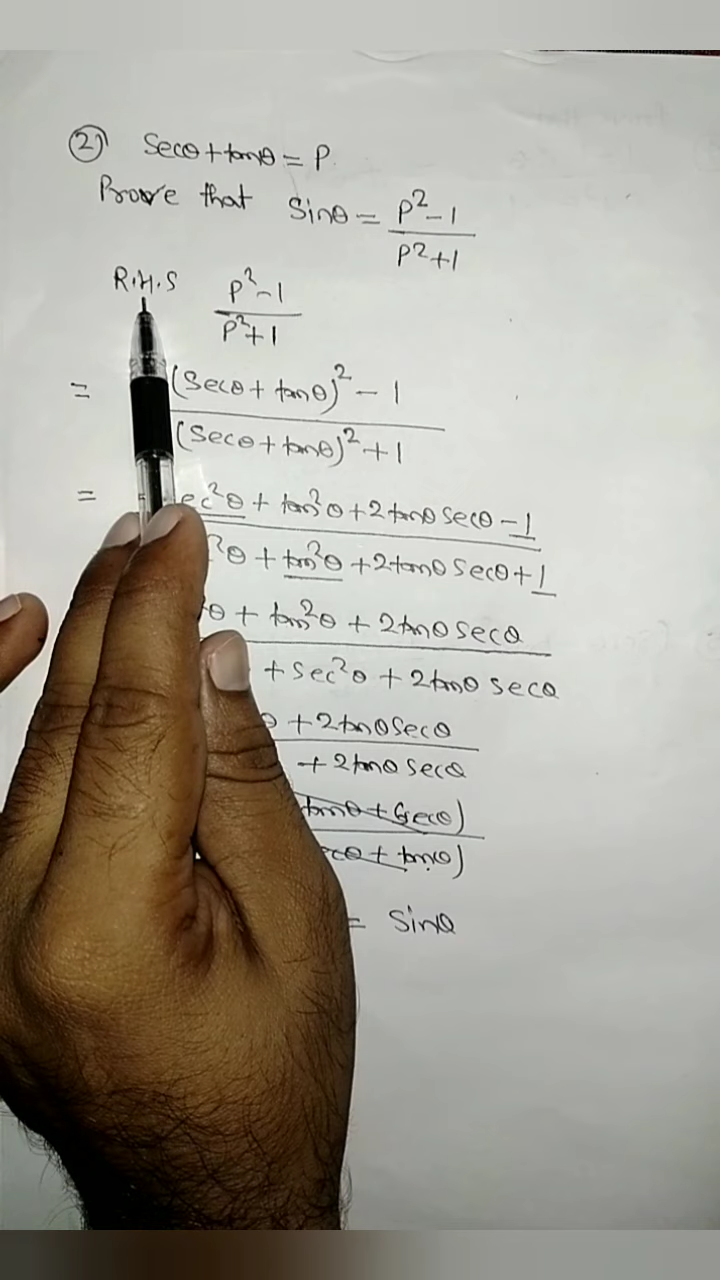 2) Secθ + tanθ = P
Prove that Sinθ = P² - 1 / P² + 1
R.H.S P² - 1 / P² + 1
= (Secθ + tanθ)² - 1 / (Secθ + tanθ)² + 1
= ec²θ + tan²θ + 2tanθ secθ - 1 / ²θ + tan²θ + 2tanθ secθ + 1
θ + tan²θ + 2tanθ secθ / + sec²θ + 2tanθ secθ
θ + 2tanθ secθ / + 2tanθ secθ
tanθ + secθ) / ecθ + tanθ)
= Sinθ